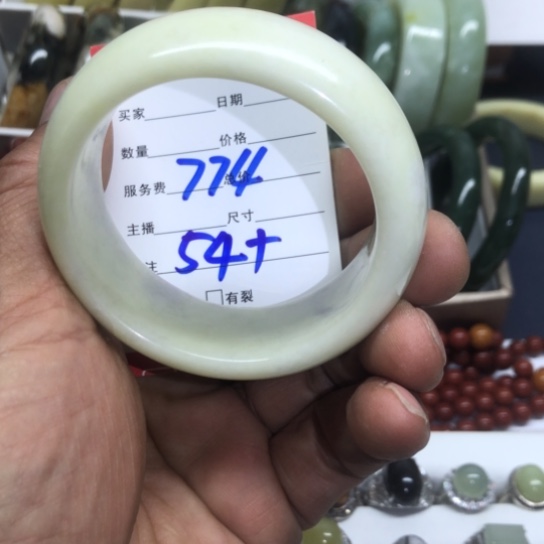 买家 日期
数量 价格
服务费 774
主播 尺寸
注 54+
有裂